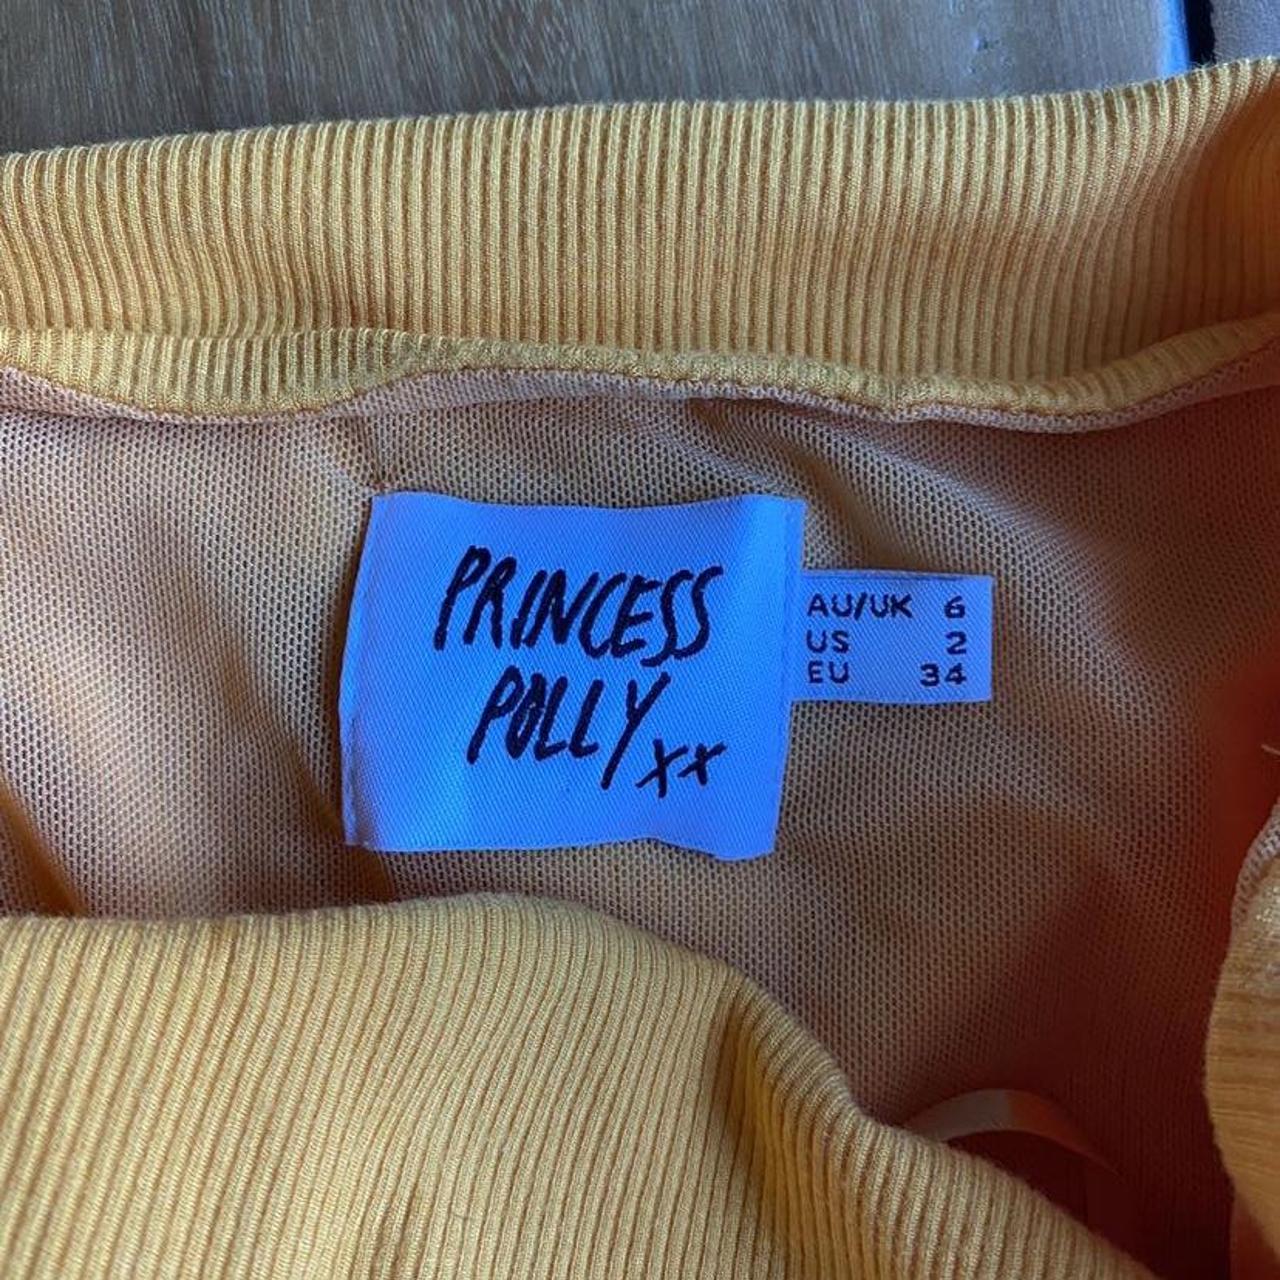 PRINCESS
POLLY xx
AU/UK 6
US 2
EU 34